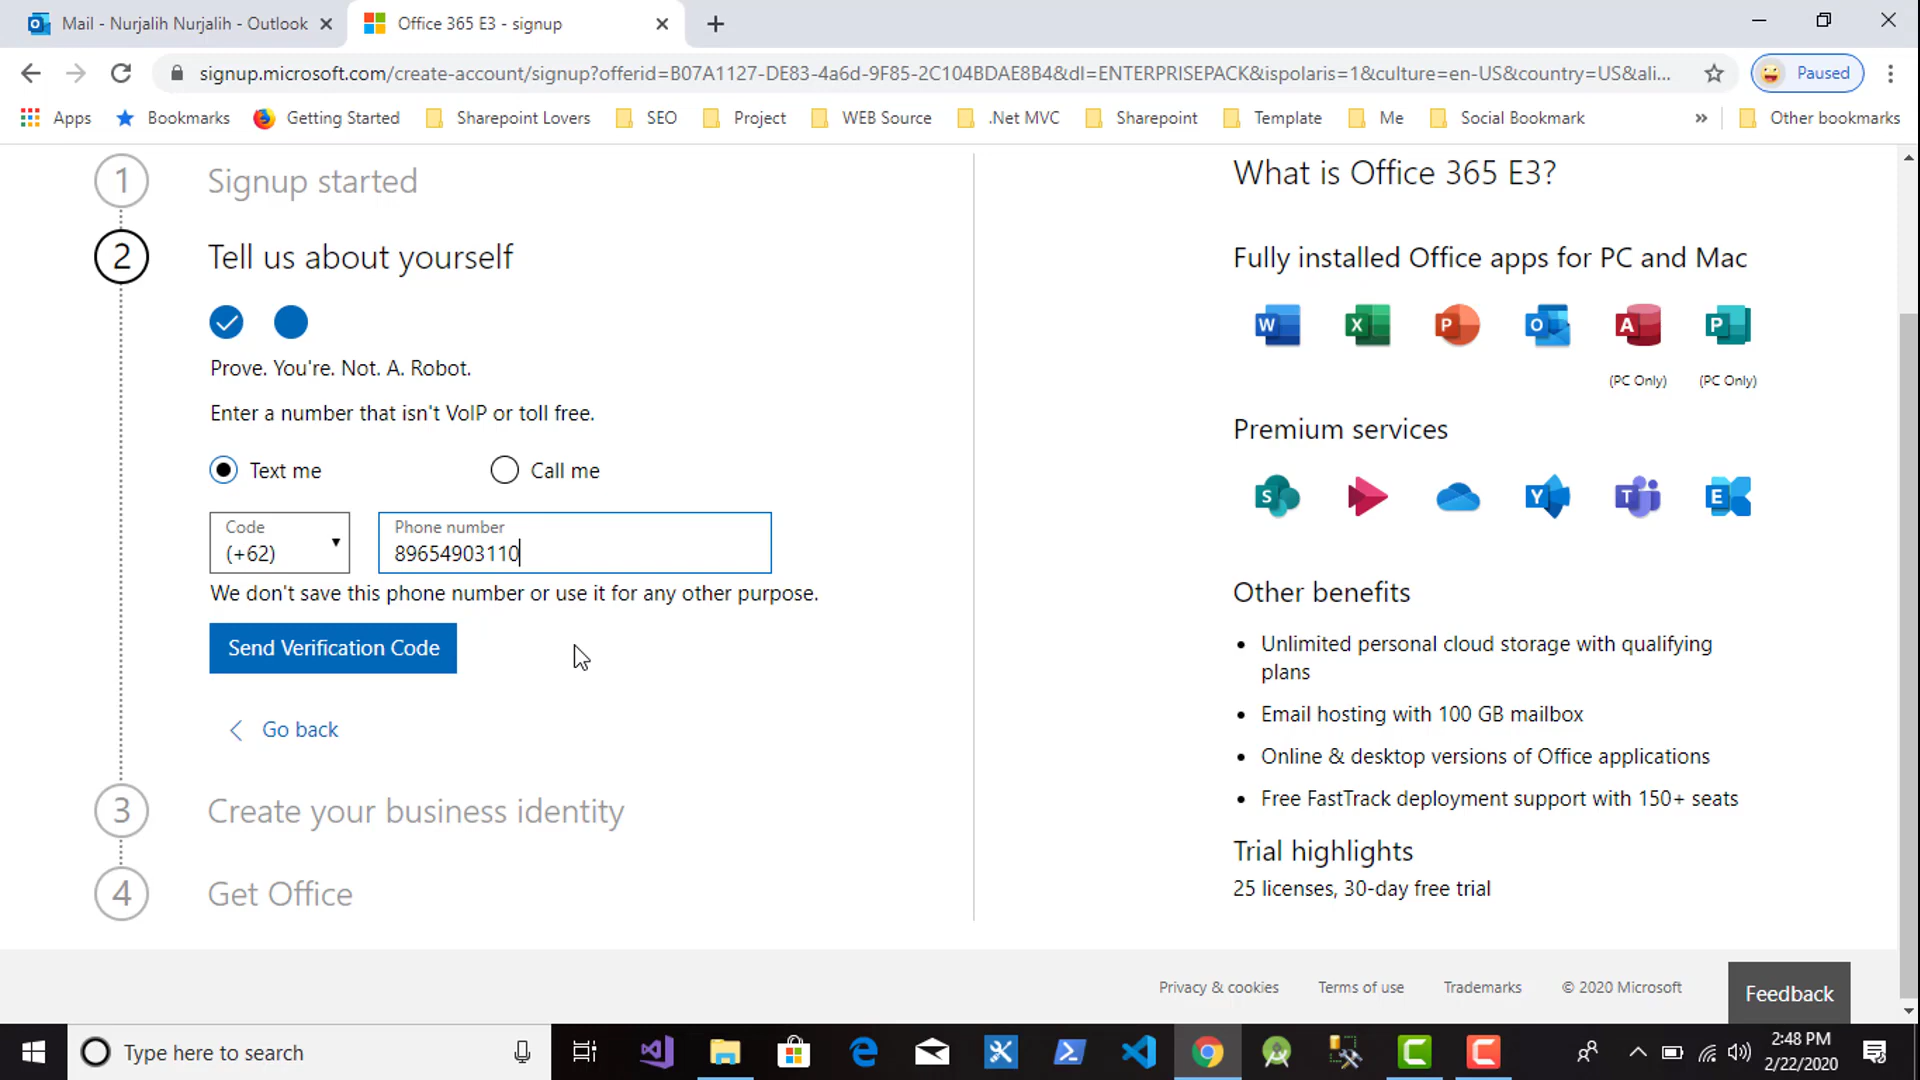 Mail - Nurjalih Nurjalih - Outlook
Office 365 E3 - signup
signup.microsoft.com/create-account/signup?offerid=B07A1127-DE83-4a6d-9F85-2C104BDAE8B4&dl=ENTERPRISEPACK&ispolaris=1&culture=en-US&country=US&ali...
Paused
Apps
Bookmarks
Getting Started
Sharepoint Lovers
SEO
Project
WEB Source
.Net MVC
Sharepoint
Template
Me
Social Bookmark
»
Other bookmarks
1
Signup started
2
Tell us about yourself
Prove. You're. Not. A. Robot.
Enter a number that isn't VoIP or toll free.
Text me
Call me
Code
(+62)
Phone number
89654903110
We don't save this phone number or use it for any other purpose.
Send Verification Code
Go back
3
Create your business identity
4
Get Office
What is Office 365 E3?
Fully installed Office apps for PC and Mac
W
X
P
O
A
P
(PC Only)
(PC Only)
Premium services
S
Y
T
E
Other benefits
• Unlimited personal cloud storage with qualifying
plans
• Email hosting with 100 GB mailbox
• Online & desktop versions of Office applications
• Free FastTrack deployment support with 150+ seats
Trial highlights
25 licenses, 30-day free trial
Privacy & cookies
Terms of use
Trademarks
© 2020 Microsoft
Feedback
Type here to search
2:48 PM
2/22/2020